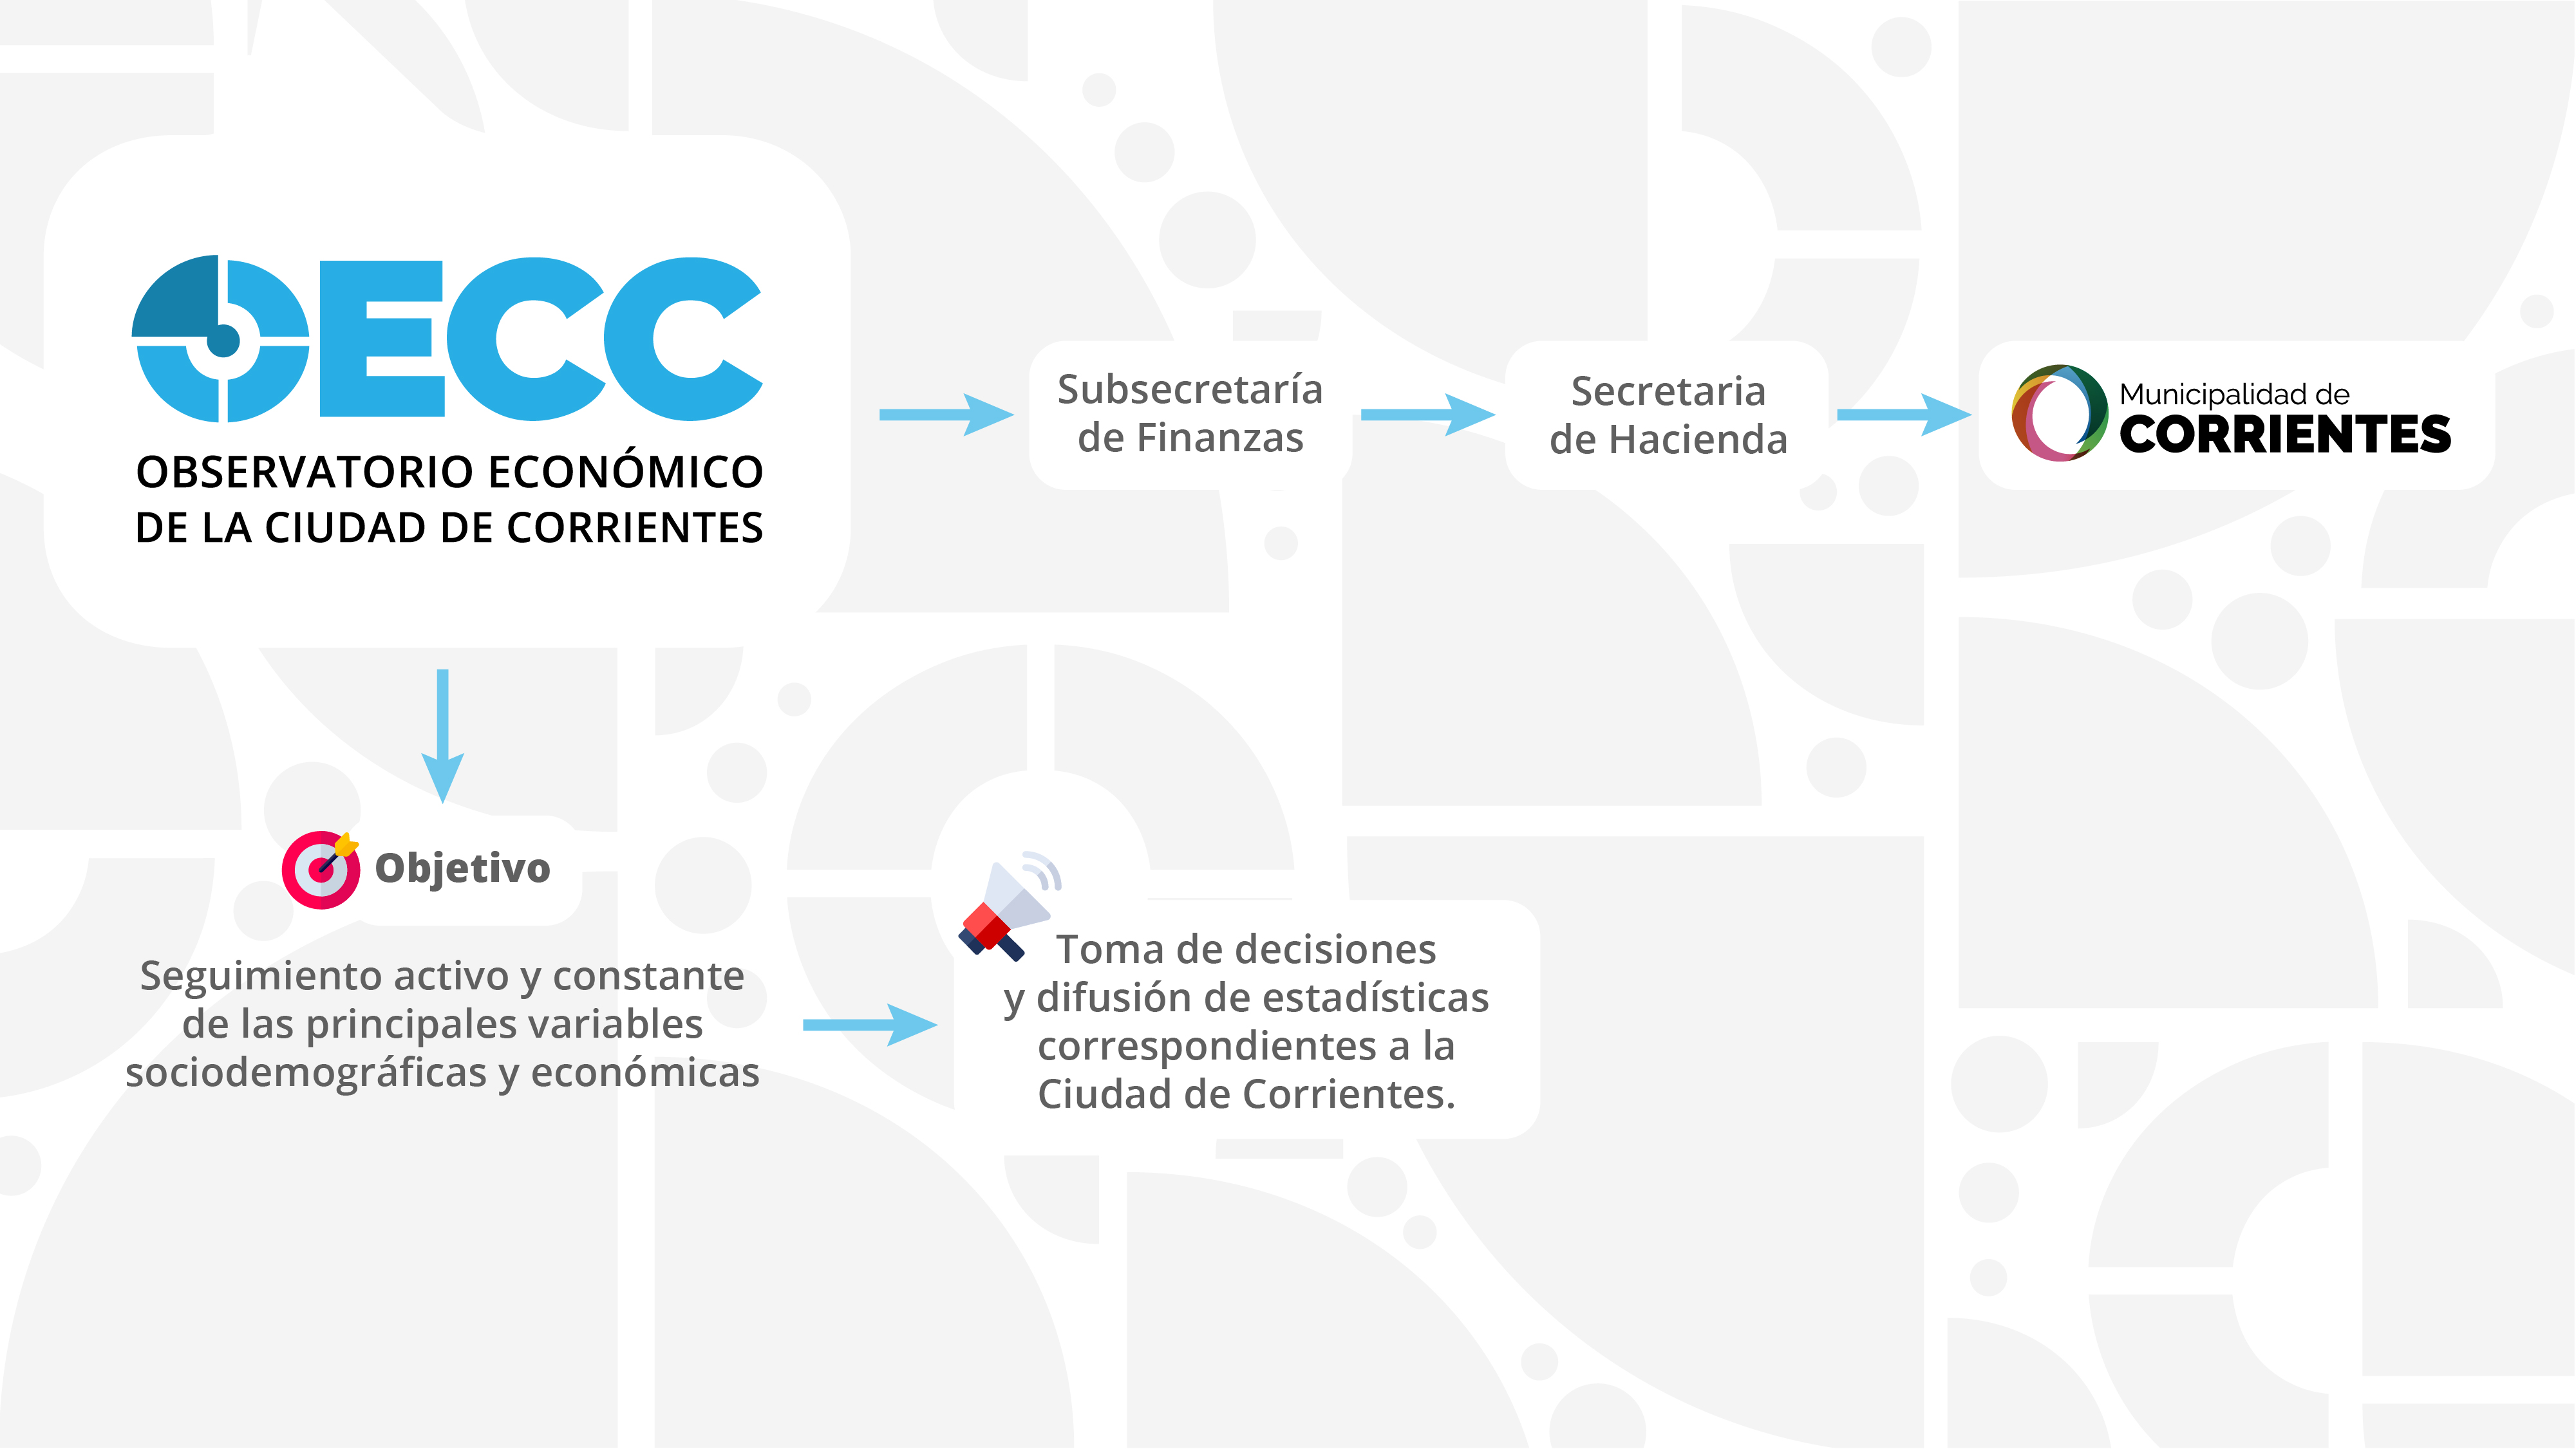 OECC
OBSERVATORIO ECONÓMICO
DE LA CIUDAD DE CORRIENTES
Subsecretaría
de Finanzas
Secretaria
de Hacienda
Municipalidad de
CORRIENTES
Objetivo
Seguimiento activo y constante
de las principales variables
sociodemográficas y económicas
Toma de decisiones
y difusión de estadísticas
correspondientes a la
Ciudad de Corrientes.